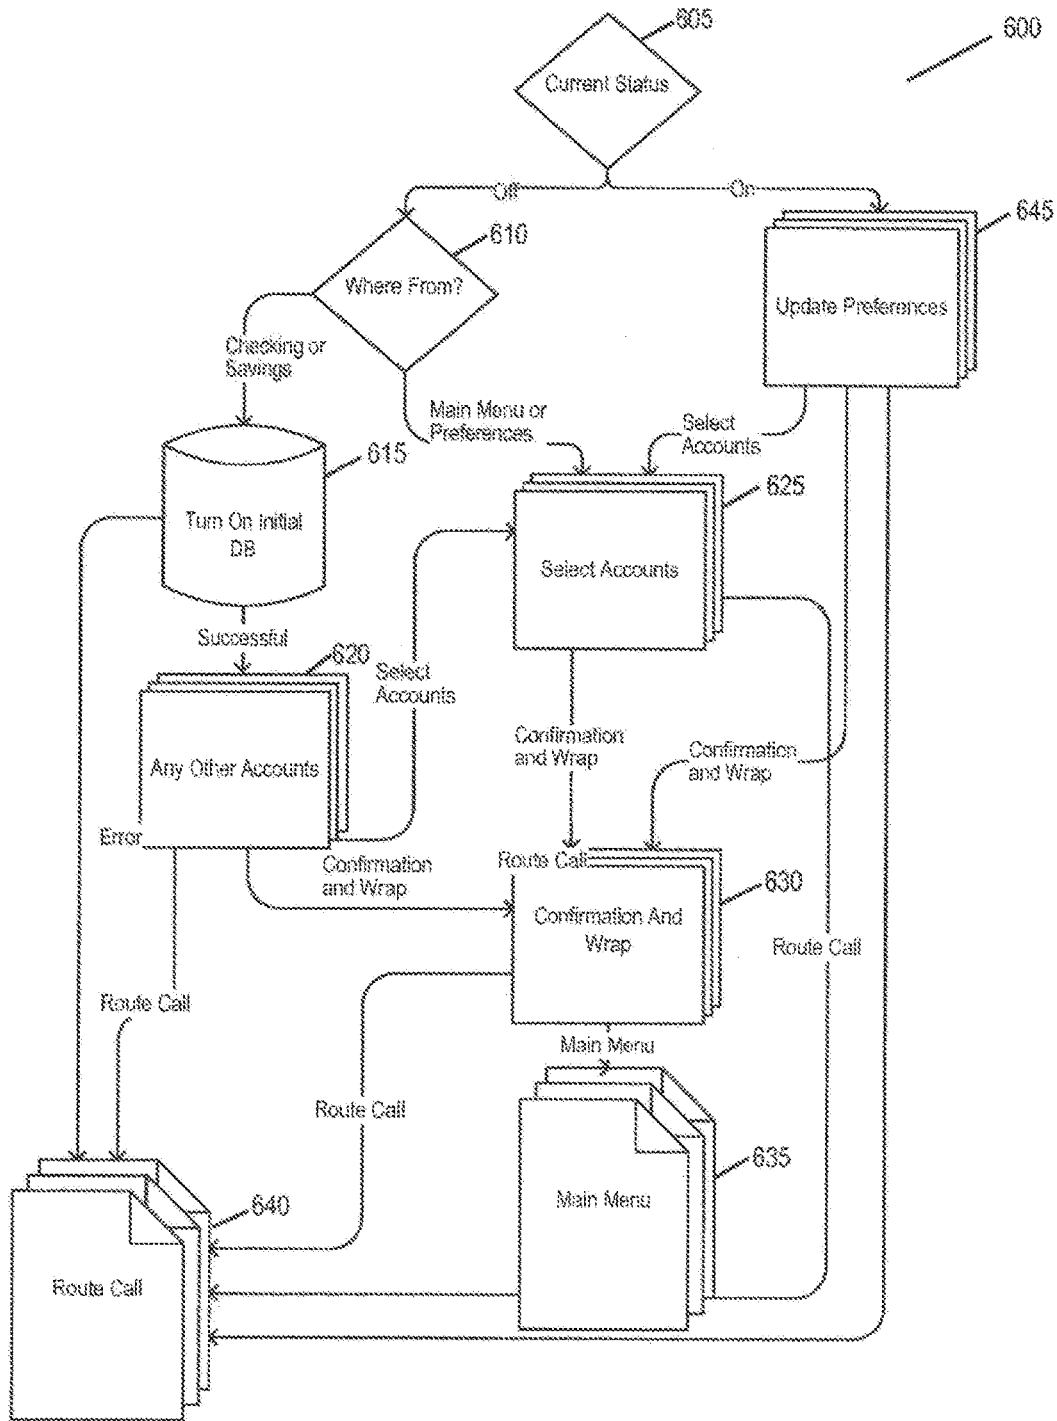 605
600
Current Status
Off
On
610
645
Where From?
Update Preferences
Checking or
Savings
Main Menu or
Preferences
Select
Accounts
615
625
Turn On Initial
DB
Select Accounts
Successful
620
Select
Accounts
Any Other Accounts
Confirmation
and Wrap
Confirmation
and Wrap
Error
Confirmation
and Wrap
Route Call
630
Confirmation And
Wrap
Route Call
Route Call
Main Menu
Route Call
635
Main Menu
640
Route Call